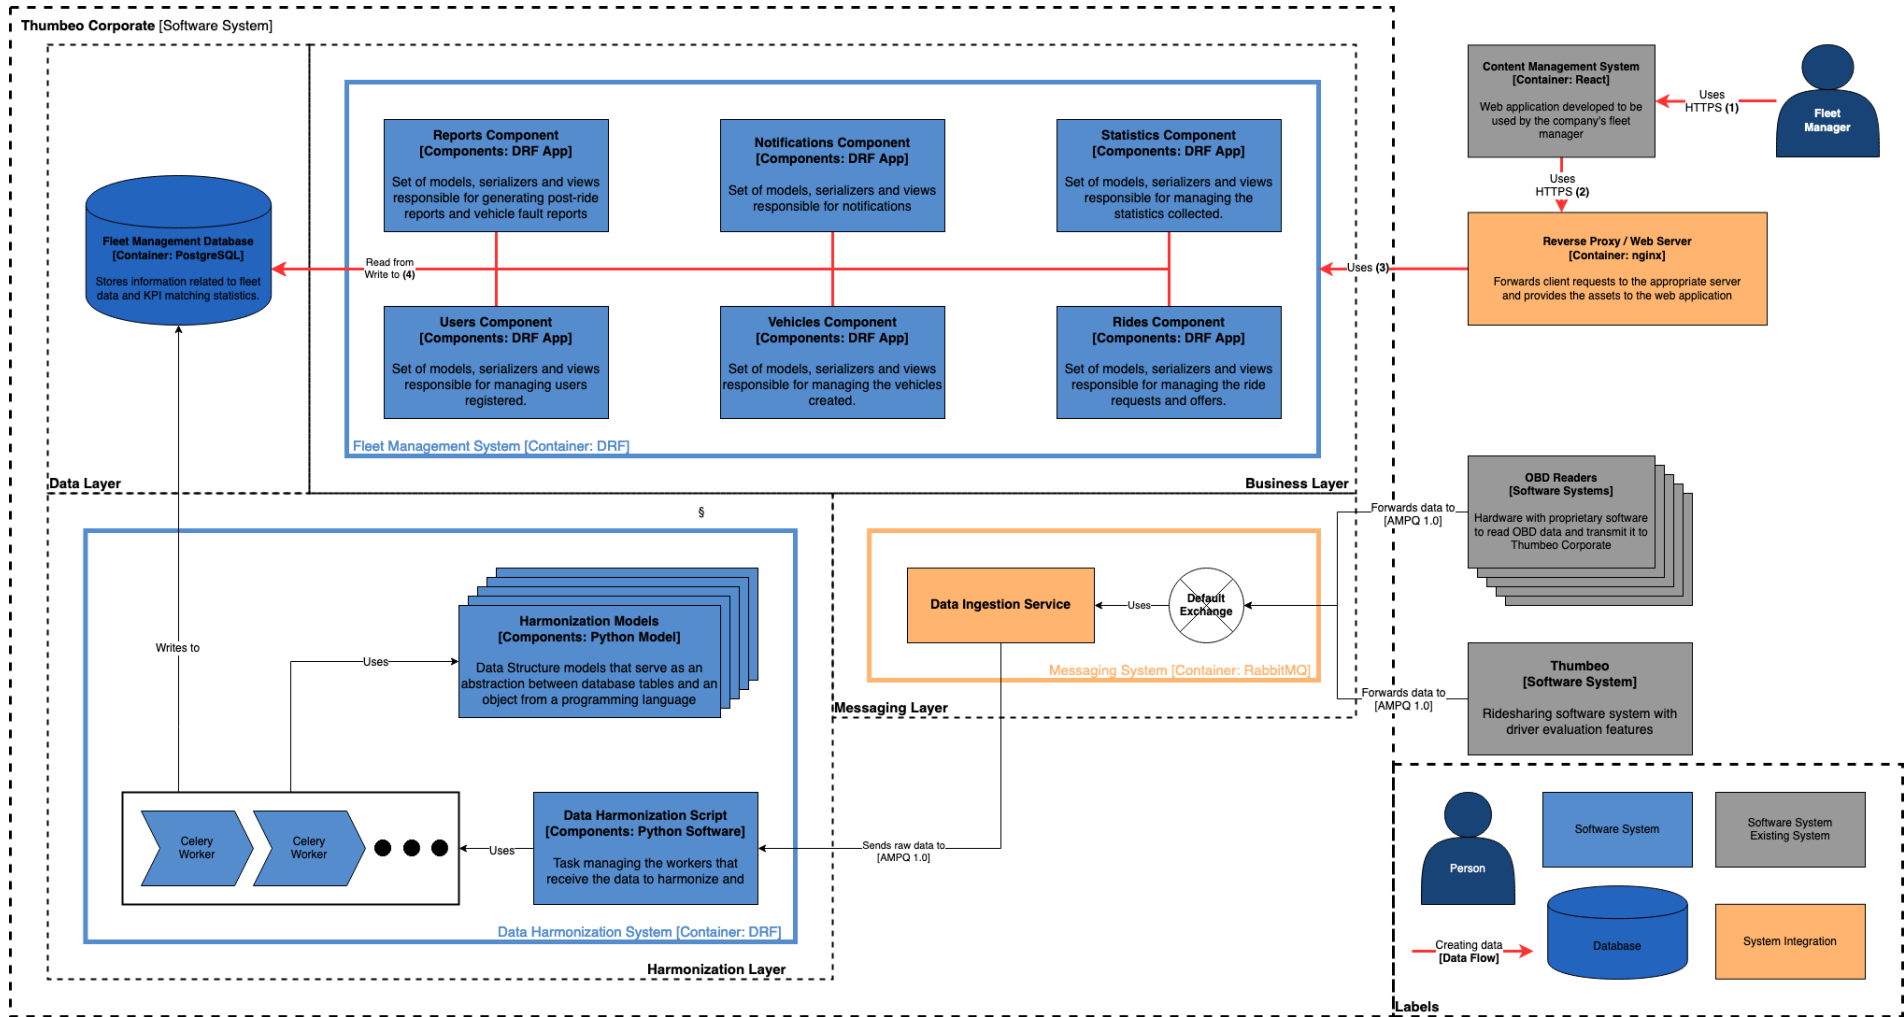 Thumbeo Corporate [Software System]
Reports Component
[Components: DRF App]
Set of models, serializers and views
responsible for generating post-ride
reports and vehicle fault reports
Notifications Component
[Components: DRF App]
Set of models, serializers and views
responsible for notifications
Statistics Component
[Components: DRF App]
Set of models, serializers and views
responsible for managing the
statistics collected.
Content Management System
[Container: React]
Web application developed to be
used by the company's fleet
manager
Uses
HTTPS (1)
Fleet
Manager
Uses
HTTPS (2)
Fleet Management Database
[Container: PostgreSQL]
Stores information related to fleet
data and KPI matching statistics.
Read from
Write to (4)
Uses (3)
Reverse Proxy / Web Server
[Container: nginx]
Forwards client requests to the appropriate server
and provides the assets to the web application
Users Component
[Components: DRF App]
Set of models, serializers and views
responsible for managing users
registered.
Vehicles Component
[Components: DRF App]
Set of models, serializers and views
responsible for managing the vehicles
created.
Rides Component
[Components: DRF App]
Set of models, serializers and views
responsible for managing the ride
requests and offers.
Fleet Management System [Container: DRF]
Data Layer
Business Layer
§
OBD Readers
[Software Systems]
Hardware with proprietary software
to read OBD data and transmit it to
Thumbeo Corporate
Forwards data to
[AMPQ 1.0]
Data Ingestion Service
Uses
Default
Exchange
Messaging System [Container: RabbitMQ]
Messaging Layer
Forwards data to
[AMPQ 1.0]
Thumbeo
[Software System]
Ridesharing software system with
driver evaluation features
Harmonization Models
[Components: Python Model]
Data Structure models that serve as an
abstraction between database tables and an
object from a programming language
Writes to
Uses
Celery
Worker
Celery
Worker
Uses
Data Harmonization Script
[Components: Python Software]
Task managing the workers that
receive the data to harmonize and
Sends raw data to
[AMPQ 1.0]
Data Harmonization System [Container: DRF]
Harmonization Layer
Person
Software System
Software System
Existing System
Creating data
[Data Flow]
Database
System Integration
Labels